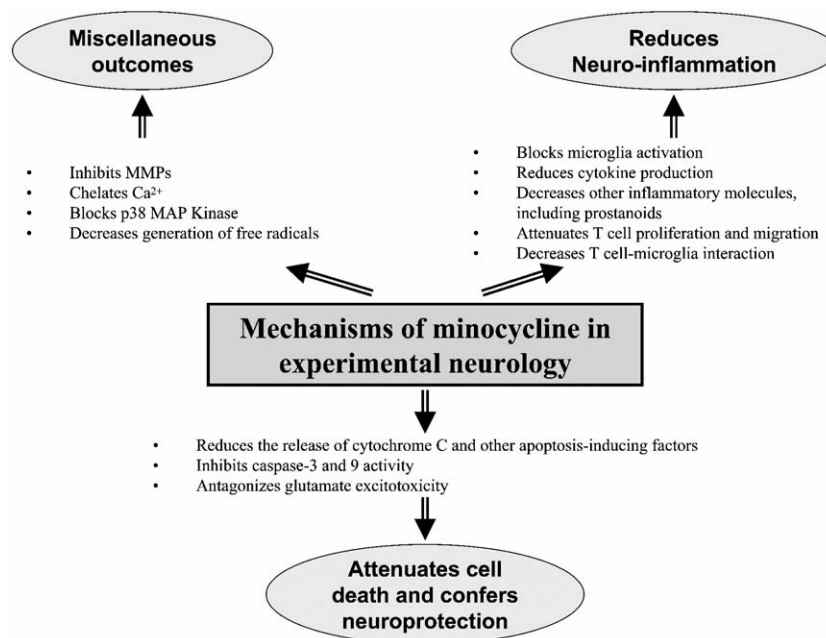 Miscellaneous
outcomes
Reduces
Neuro-inflammation
• Inhibits MMPs
• Chelates Ca²⁺
• Blocks p38 MAP Kinase
• Decreases generation of free radicals
• Blocks microglia activation
• Reduces cytokine production
• Decreases other inflammatory molecules,
including prostanoids
• Attenuates T cell proliferation and migration
• Decreases T cell-microglia interaction
Mechanisms of minocycline in
experimental neurology
• Reduces the release of cytochrome C and other apoptosis-inducing factors
• Inhibits caspase-3 and 9 activity
• Antagonizes glutamate excitotoxicity
Attenuates cell
death and confers
neuroprotection